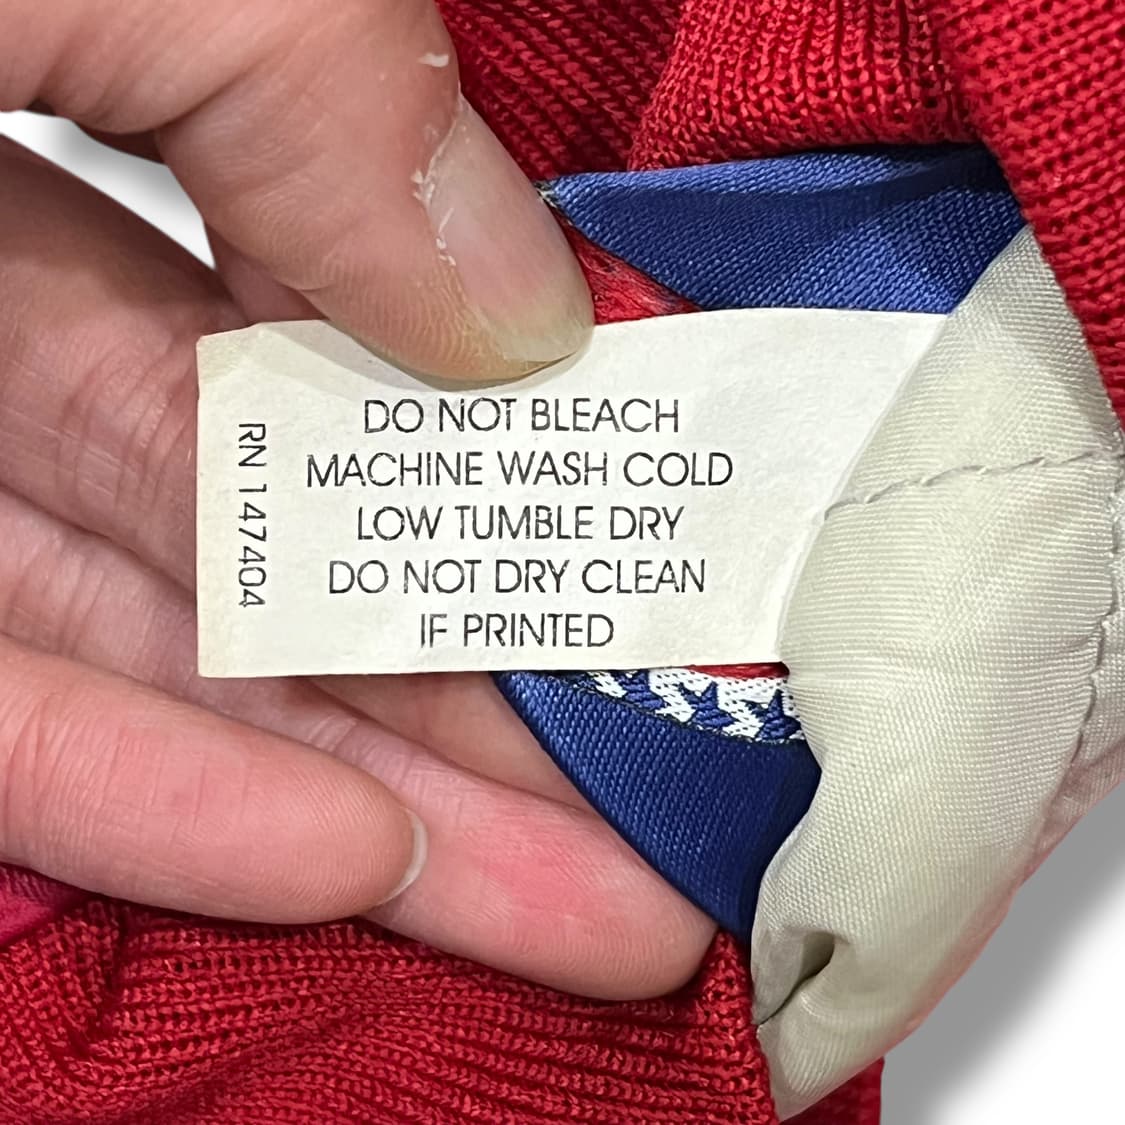 DO NOT BLEACH
MACHINE WASH COLD
LOW TUMBLE DRY
DO NOT DRY CLEAN
IF PRINTED
RN 147404